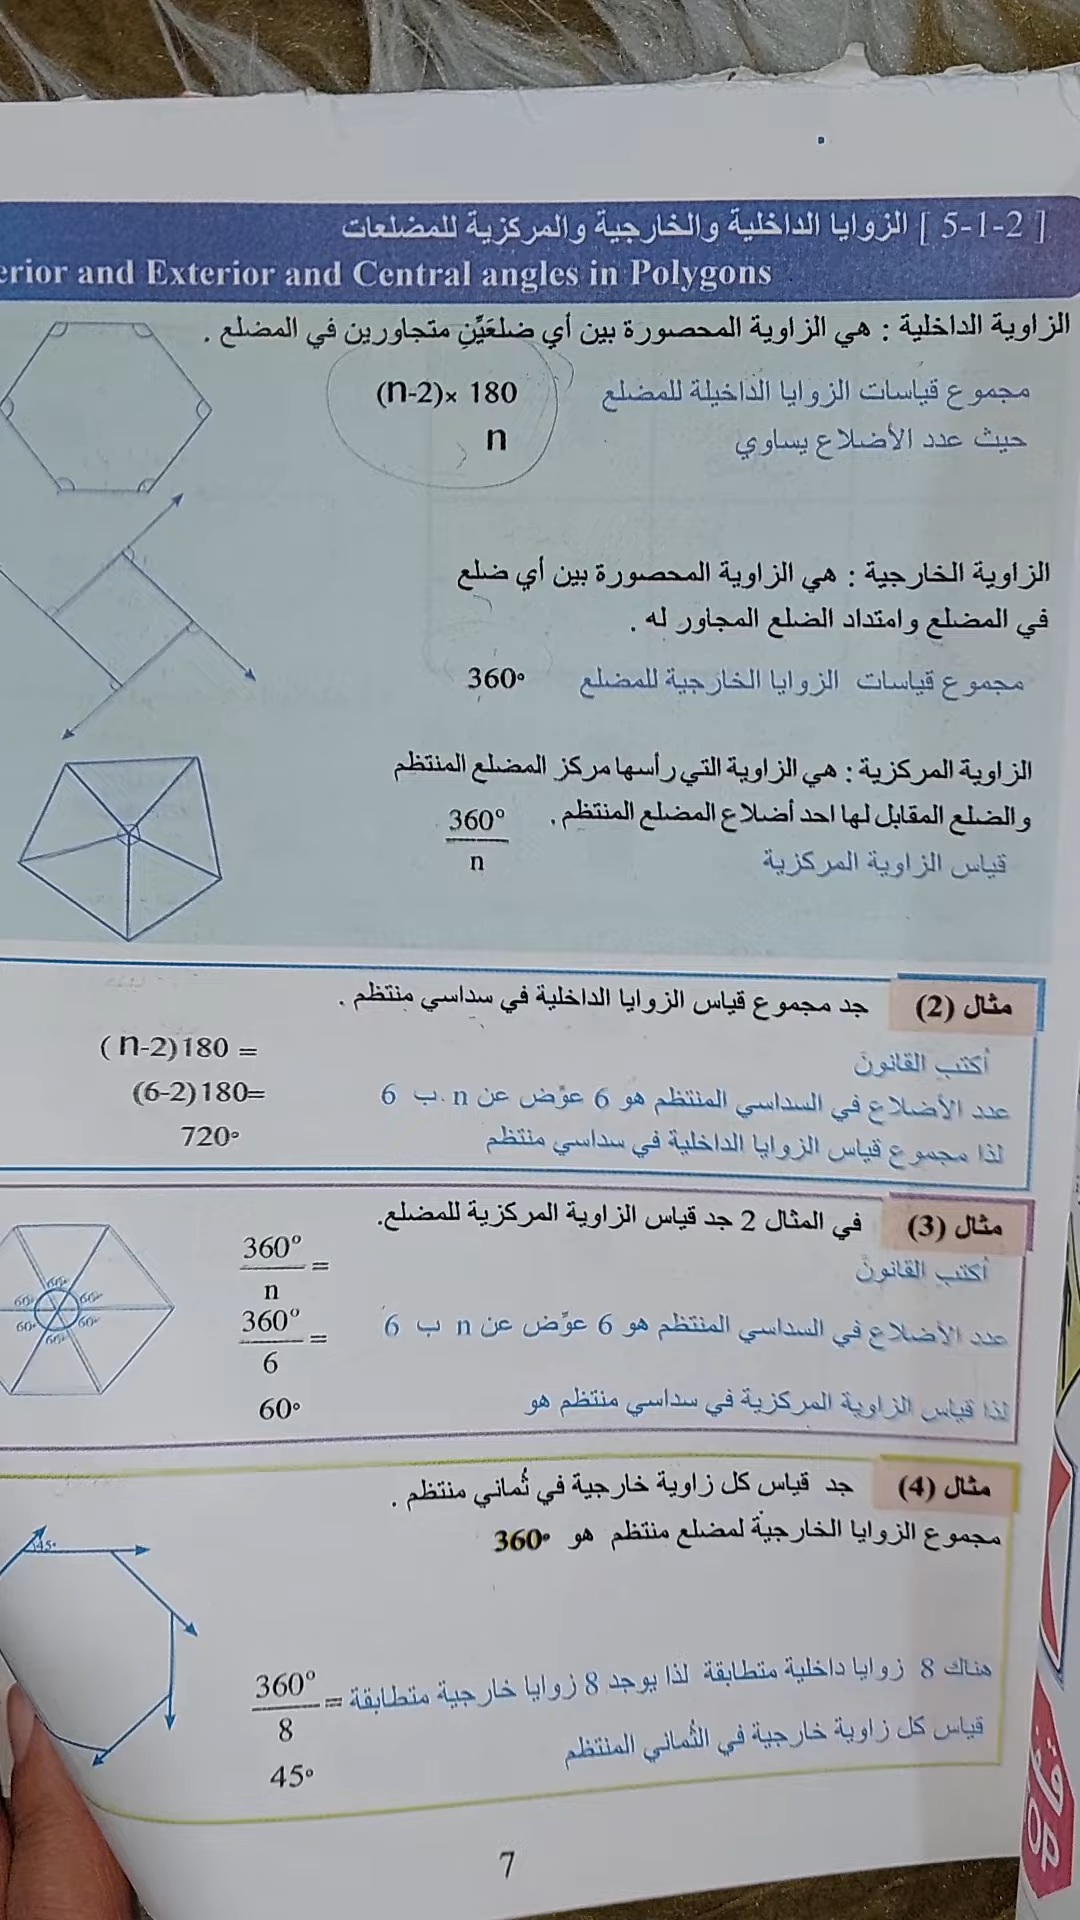 [ 5-1-2 ] الزوايا الداخلية والخارجية والمركزية للمضلعات
erior and Exterior and Central angles in Polygons
الزاوية الداخلية : هي الزاوية المحصورة بين أي ضلعَيِّنِ متجاورين في المضلع .
مجموع قياسات الزوايا الداخيلة للمضلع (n-2)× 180
حيث عدد الأضلاع يساوي n
الزاوية الخارجية : هي الزاوية المحصورة بين أي ضلع
في المضلع وامتداد الضلع المجاور له .
مجموع قياسات الزوايا الخارجية للمضلع 360°
الزاوية المركزية : هي الزاوية التي رأسها مركز المضلع المنتظم
والضلع المقابل لها احد أضلاع المضلع المنتظم .
قياس الزاوية المركزية 360°/n
مثال (2) جد مجموع قياس الزوايا الداخلية في سداسي منتظم .
أكتب القانون (n-2)180 =
عدد الأضلاع في السداسي المنتظم هو 6 عوِّض عن n ب 6 (6-2)180=
لذا مجموع قياس الزوايا الداخلية في سداسي منتظم 720°
مثال (3) في المثال 2 جد قياس الزاوية المركزية للمضلع.
أكتب القانون 360°/n =
عدد الأضلاع في السداسي المنتظم هو 6 عوِّض عن n ب 6 360°/6 =
لذا قياس الزاوية المركزية في سداسي منتظم هو 60°
60° 60° 60° 60° 60° 60°
مثال (4) جد قياس كل زاوية خارجية في ثُماني منتظم .
مجموع الزوايا الخارجية لمضلع منتظم هو 360°
45°
هناك 8 زوايا داخلية متطابقة لذا يوجد 8 زوايا خارجية متطابقة = 360°/8
قياس كل زاوية خارجية في الثُماني المنتظم 45°
7